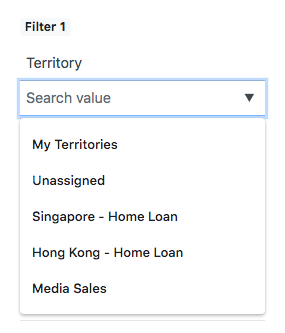 Filter 1
Territory
Search value
My Territories
Unassigned
Singapore - Home Loan
Hong Kong - Home Loan
Media Sales